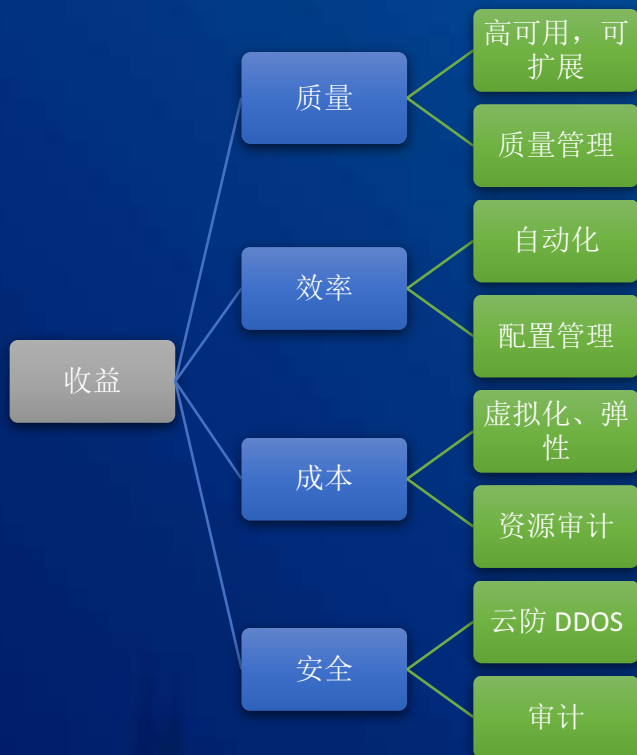 收益
质量
高可用，可
扩展
质量管理
效率
自动化
配置管理
成本
虚拟化、弹
性
资源审计
安全
云防 DDOS
审计